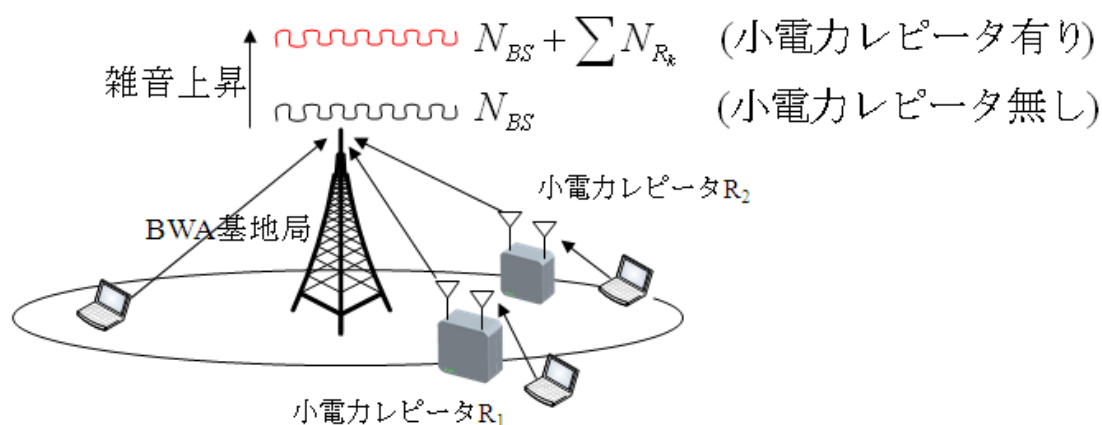 N_BS + ∑ N_Rk (小電力レピータ有り)
雑音上昇
N_BS (小電力レピータ無し)
小電力レピータR2
BWA基地局
小電力レピータR1